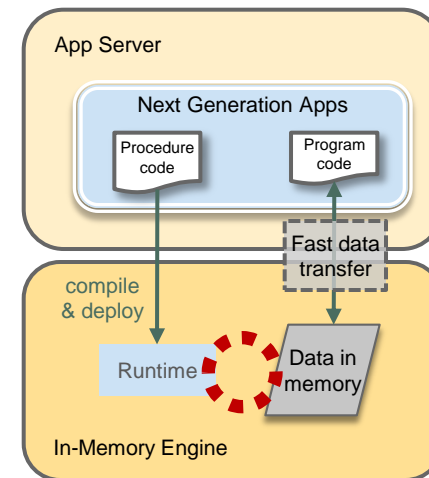 App Server
Next Generation Apps
Procedure
code
Program
code
Fast data
transfer
compile
& deploy
Runtime
Data in
memory
In-Memory Engine